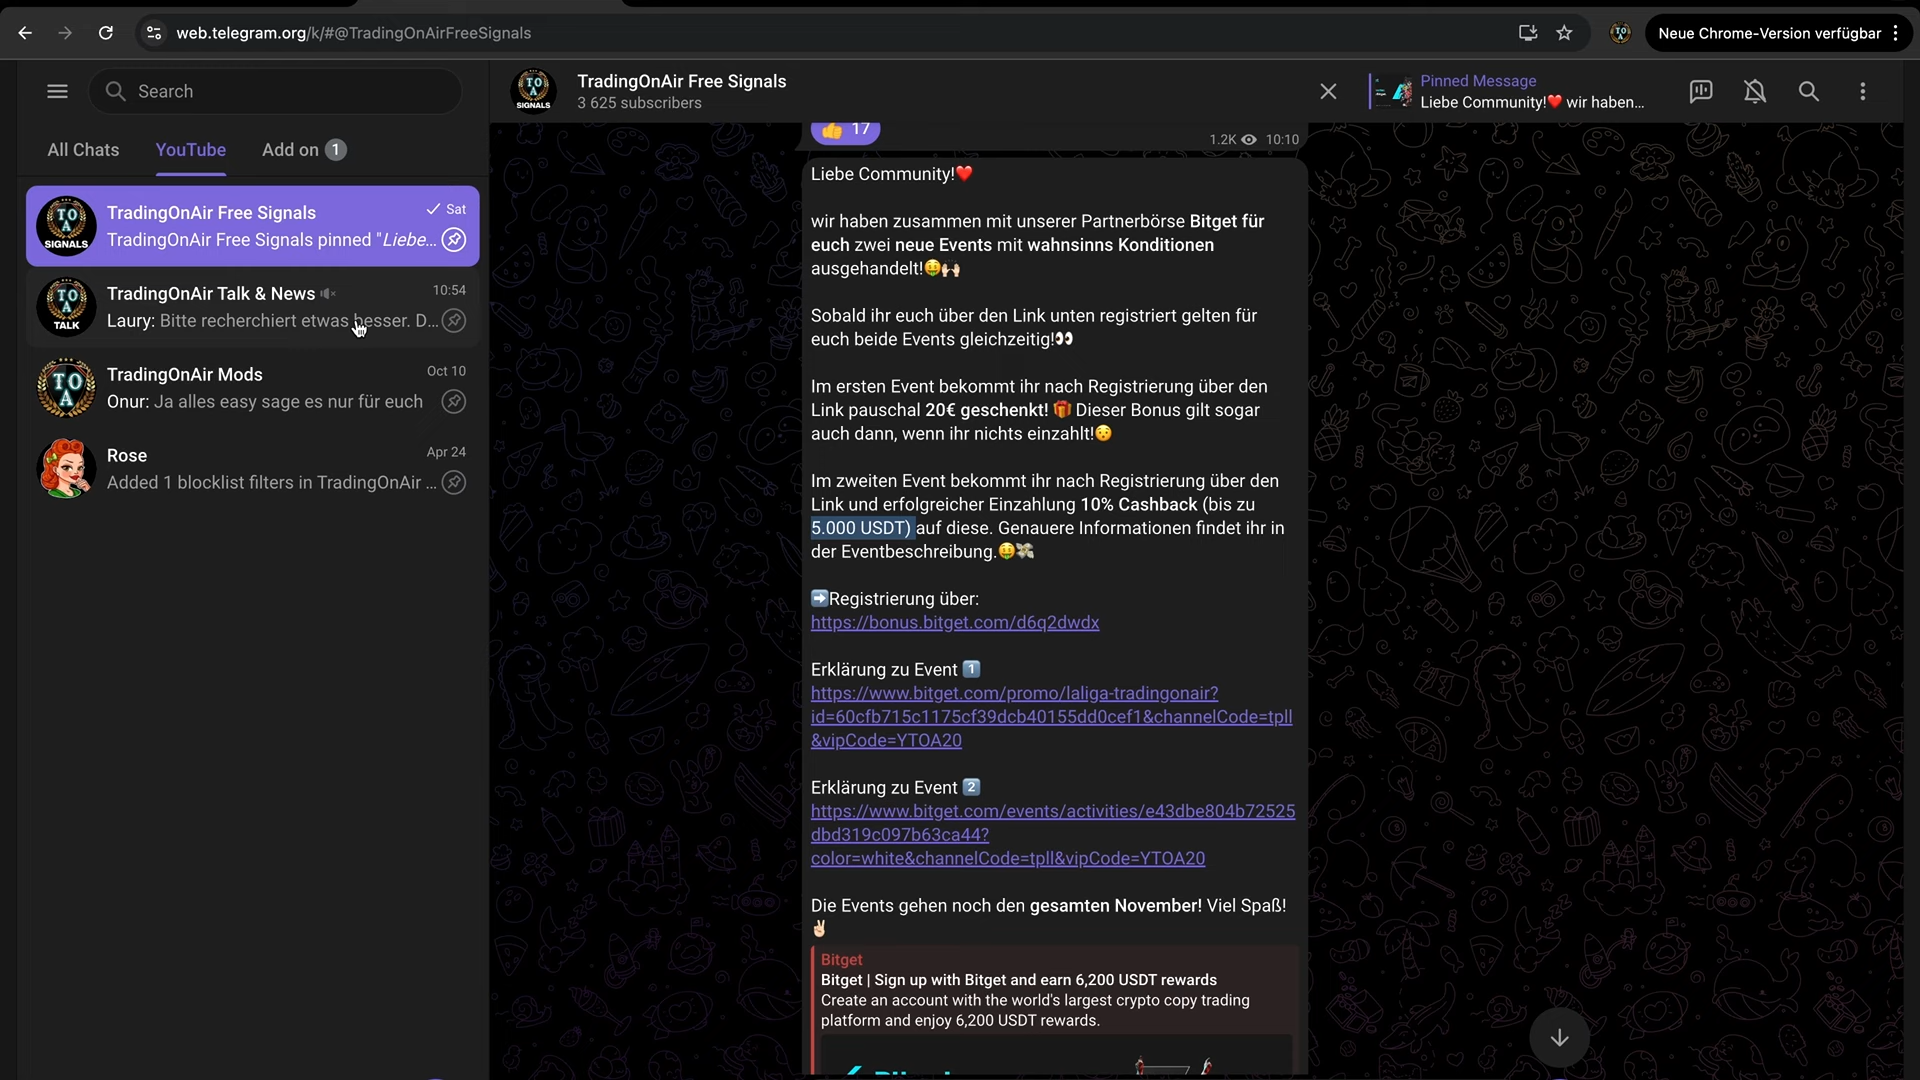 web.telegram.org/k/#@TradingOnAirFreeSignals
Neue Chrome-Version verfügbar
Search
All Chats
YouTube
Add on 1
TO
A
SIGNALS
TradingOnAir Free Signals
Sat
TradingOnAir Free Signals pinned "Liebe...
TO
A
TALK
TradingOnAir Talk & News
10:54
Laury: Bitte recherchiert etwas besser. D...
TO
A
TradingOnAir Mods
Oct 10
Onur: Ja alles easy sage es nur für euch
Rose
Apr 24
Added 1 blocklist filters in TradingOnAir ...
TO
A
SIGNALS
TradingOnAir Free Signals
3 625 subscribers
Pinned Message
Liebe Community!❤️ wir haben...
👍 17
1.2K 10:10
Liebe Community!❤️
wir haben zusammen mit unserer Partnerbörse Bitget für
euch zwei neue Events mit wahnsinns Konditionen
ausgehandelt!🤑🙌🏻
Sobald ihr euch über den Link unten registriert gelten für
euch beide Events gleichzeitig!👀
Im ersten Event bekommt ihr nach Registrierung über den
Link pauschal 20€ geschenkt! 🎁 Dieser Bonus gilt sogar
auch dann, wenn ihr nichts einzahlt!😯
Im zweiten Event bekommt ihr nach Registrierung über den
Link und erfolgreicher Einzahlung 10% Cashback (bis zu
5.000 USDT) auf diese. Genauere Informationen findet ihr in
der Eventbeschreibung.🤑💸
➡️Registrierung über:
https://bonus.bitget.com/d6q2dwdx
Erklärung zu Event 1️⃣
https://www.bitget.com/promo/laliga-tradingonair?
id=60cfb715c1175cf39dcb40155dd0cef1&channelCode=tpll
&vipCode=YTOA20
Erklärung zu Event 2️⃣
https://www.bitget.com/events/activities/e43dbe804b72525
dbd319c097b63ca44?
color=white&channelCode=tpll&vipCode=YTOA20
Die Events gehen noch den gesamten November! Viel Spaß!
✌🏻
Bitget
Bitget | Sign up with Bitget and earn 6,200 USDT rewards
Create an account with the world's largest crypto copy trading
platform and enjoy 6,200 USDT rewards.